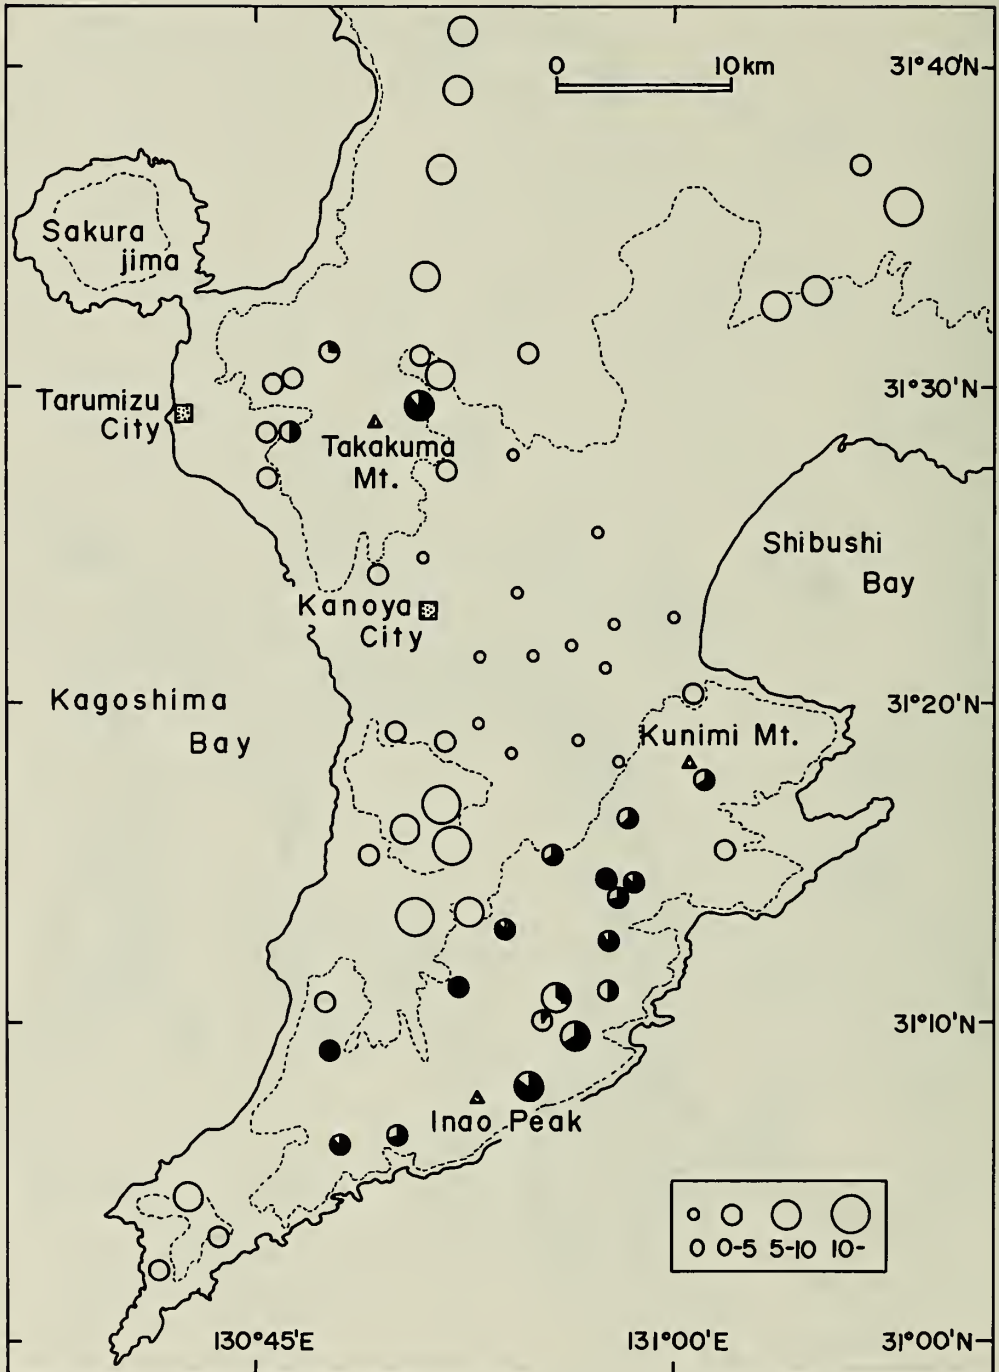 0 10km
31°40'N
Sakura
jima
31°30'N
Tarumizu
City
Takakuma
Mt.
Shibushi
Bay
Kanoya
City
Kagoshima
Bay
31°20'N
Kunimi Mt.
31°10'N
Inao Peak
0 0-5 5-10 10-
130°45'E 131°00'E 31°00'N